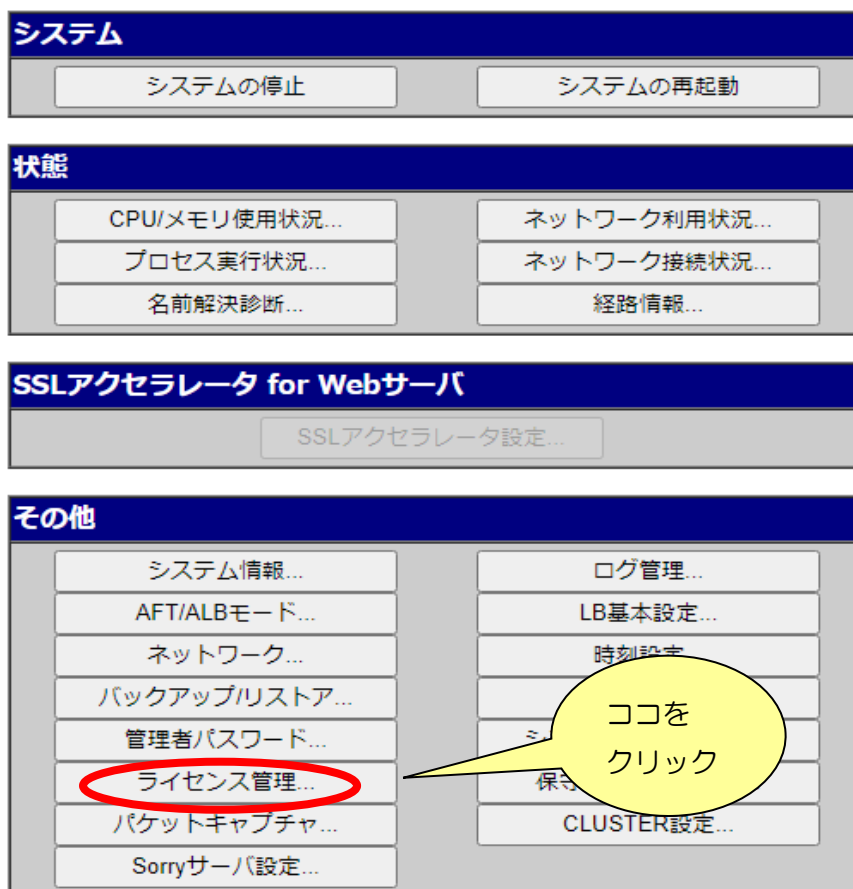 システム
システムの停止
システムの再起動
状態
CPU/メモリ使用状況...
ネットワーク利用状況...
プロセス実行状況...
ネットワーク接続状況...
名前解決診断...
経路情報...
SSLアクセラレータ for Webサーバ
SSLアクセラレータ設定...
その他
システム情報...
ログ管理...
AFT/ALBモード...
LB基本設定...
ネットワーク...
時刻設定
バックアップ/リストア...
管理者パスワード...
ココを
クリック
ライセンス管理...
パケットキャプチャ...
CLUSTER設定...
Sorryサーバ設定...